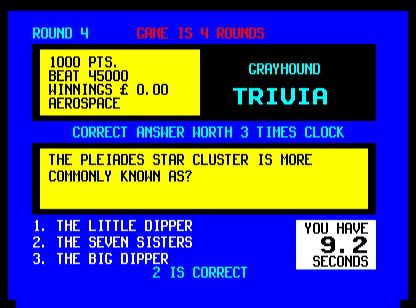 ROUND 4 GAME IS 4 ROUNDS
1000 PTS.
BEAT 45000
WINNINGS £ 0.00
AEROSPACE
GRAYHOUND
TRIVIA
CORRECT ANSWER WORTH 3 TIMES CLOCK
THE PLEIADES STAR CLUSTER IS MORE
COMMONLY KNOWN AS?
1. THE LITTLE DIPPER
2. THE SEVEN SISTERS
3. THE BIG DIPPER
YOU HAVE
9.2
SECONDS
2 IS CORRECT